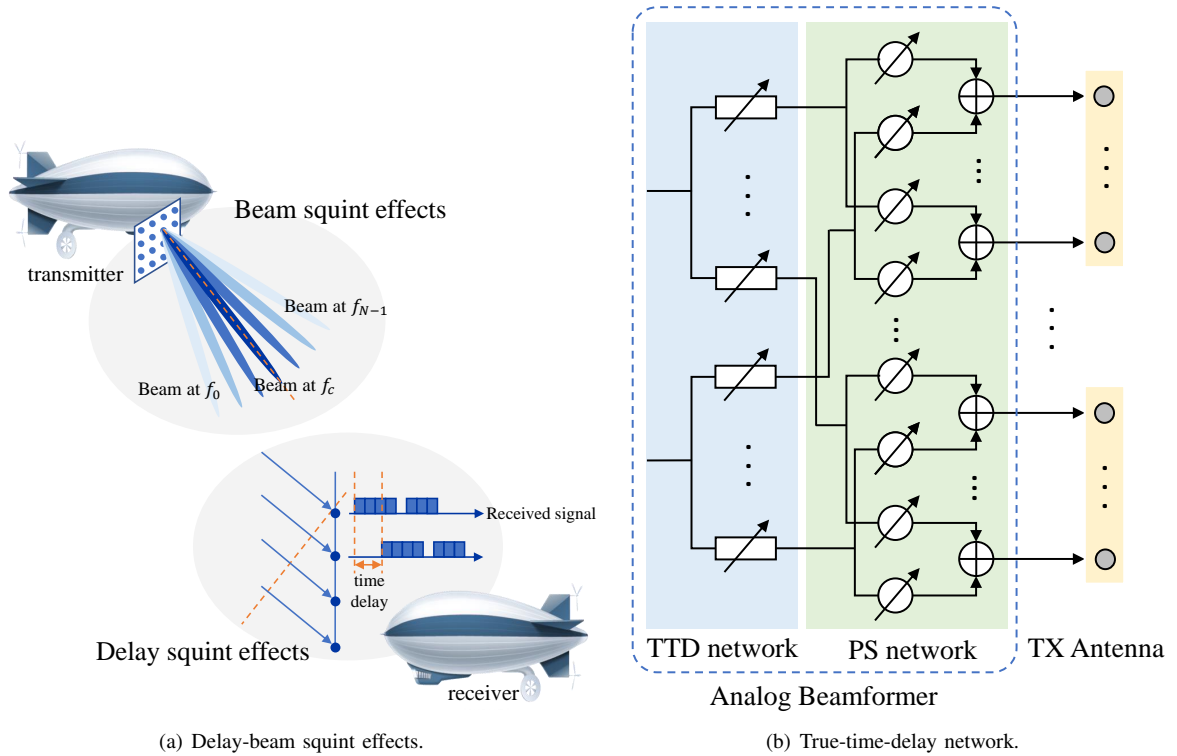 Beam squint effects
transmitter
Beam at f_{N−1}
Beam at f_c
Beam at f_0
Received signal
time
delay
Delay squint effects
receiver
(a) Delay-beam squint effects.
TTD network
PS network
TX Antenna
Analog Beamformer
(b) True-time-delay network.